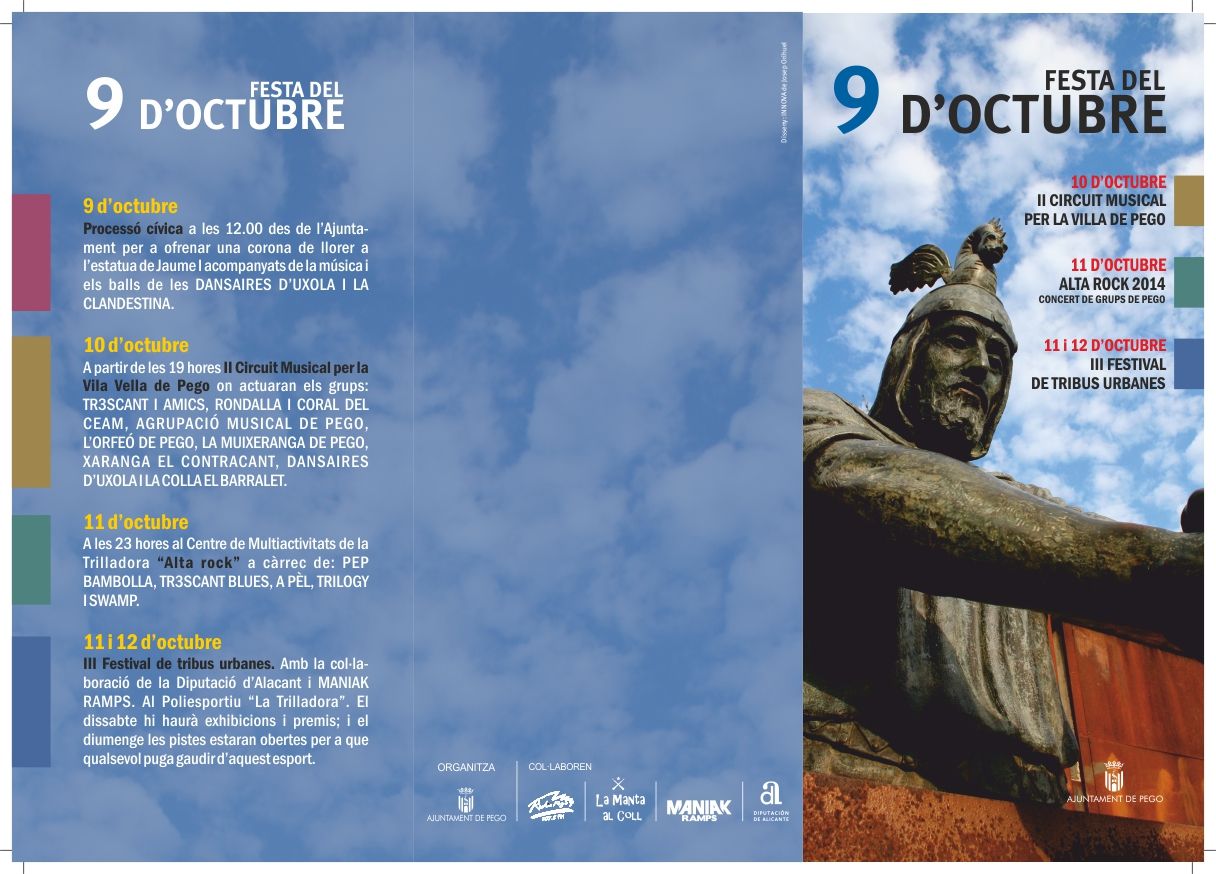 9 FESTA DEL
D'OCTUBRE
9 d'octubre
Processó cívica a les 12.00 des de l'Ajunta-
ment per a ofrenar una corona de llorer a
l'estatua de Jaume I acompanyats de la música i
els balls de les DANSAIRES D'UXOLA I LA
CLANDESTINA.
10 d'octubre
A partir de les 19 hores II Circuit Musical per la
Vila Vella de Pego on actuaran els grups:
TR3SCANT I AMICS, RONDALLA I CORAL DEL
CEAM, AGRUPACIÓ MUSICAL DE PEGO,
L'ORFEÓ DE PEGO, LA MUIXERANGA DE PEGO,
XARANGA EL CONTRACANT, DANSAIRES
D'UXOLA I LA COLLA EL BARRALET.
11 d'octubre
A les 23 hores al Centre de Multiactivitats de la
Trilladora “Alta rock” a càrrec de: PEP
BAMBOLLA, TR3SCANT BLUES, A PÈL, TRILOGY
I SWAMP.
11 i 12 d'octubre
III Festival de tribus urbanes. Amb la col·la-
boració de la Diputació d'Alacant i MANIAK
RAMPS. Al Poliesportiu “La Trilladora”. El
dissabte hi haurà exhibicions i premis; i el
diumenge les pistes estaran obertes per a que
qualsevol puga gaudir d'aquest esport.
Disseny: INNOVA de Josep Orihuel
ORGANITZA
AJUNTAMENT DE PEGO
COL·LABOREN
La Manta
al Coll
MANIAK
RAMPS
DIPUTACIÓN
DE ALICANTE
9 FESTA DEL
D'OCTUBRE
10 D'OCTUBRE
II CIRCUIT MUSICAL
PER LA VILLA DE PEGO
11 D'OCTUBRE
ALTA ROCK 2014
CONCERT DE GRUPS DE PEGO
11 i 12 D'OCTUBRE
III FESTIVAL
DE TRIBUS URBANES
AJUNTAMENT DE PEGO